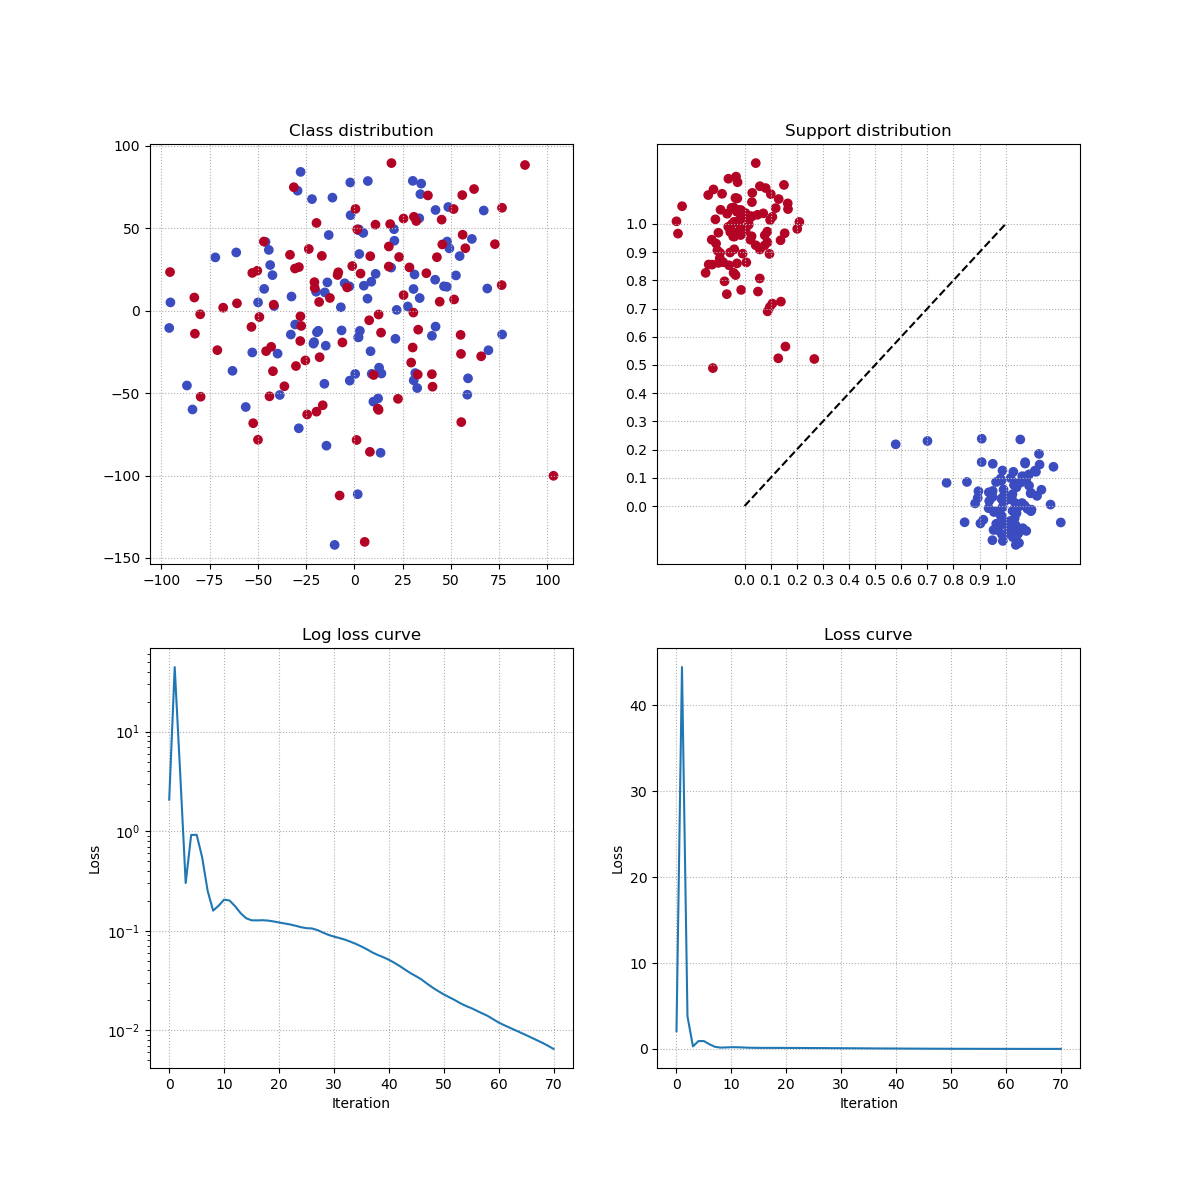 Class distribution
100
50
0
−50
−100
−150
−100 −75 −50 −25 0 25 50 75 100
Support distribution
1.0
0.9
0.8
0.7
0.6
0.5
0.4
0.3
0.2
0.1
0.0
0.0 0.1 0.2 0.3 0.4 0.5 0.6 0.7 0.8 0.9 1.0
Log loss curve
Loss
10¹
10⁰
10⁻¹
10⁻²
0 10 20 30 40 50 60 70
Iteration
Loss curve
Loss
40
30
20
10
0
0 10 20 30 40 50 60 70
Iteration